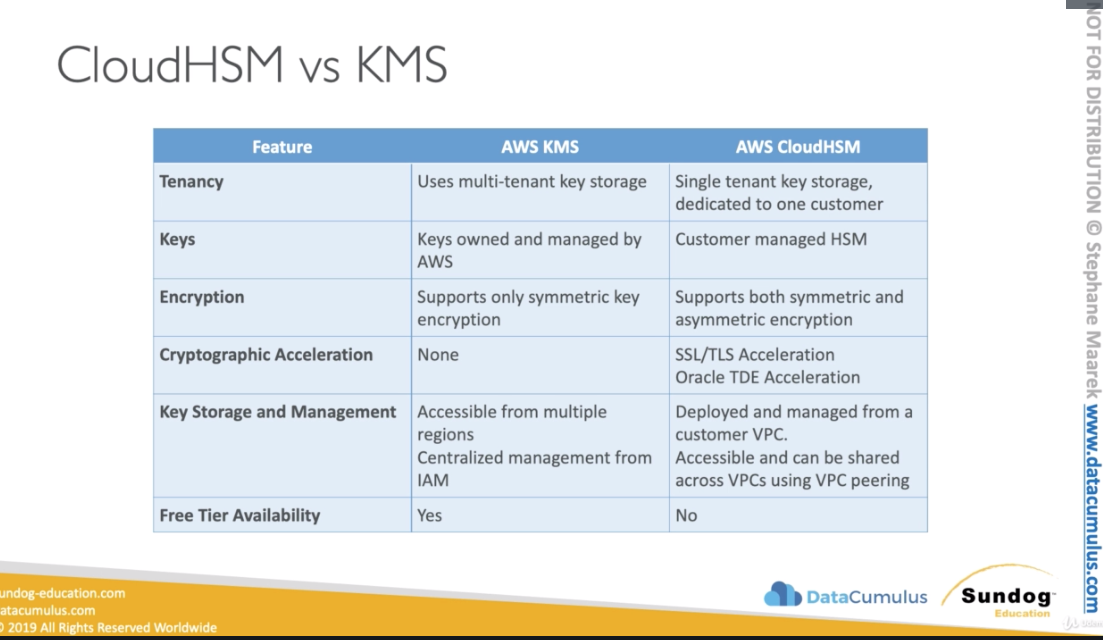 CloudHSM vs KMS
Feature
AWS KMS
AWS CloudHSM
Tenancy
Uses multi-tenant key storage
Single tenant key storage,
dedicated to one customer
Keys
Keys owned and managed by
AWS
Customer managed HSM
Encryption
Supports only symmetric key
encryption
Supports both symmetric and
asymmetric encryption
Cryptographic Acceleration
None
SSL/TLS Acceleration
Oracle TDE Acceleration
Key Storage and Management
Accessible from multiple
regions
Centralized management from
IAM
Deployed and managed from a
customer VPC.
Accessible and can be shared
across VPCs using VPC peering
Free Tier Availability
Yes
No
undog-education.com
atacumulus.com
© 2019 All Rights Reserved Worldwide
DataCumulus
Sundog
Education
NOT FOR DISTRIBUTION © Stephane Maarek www.datacumulus.com